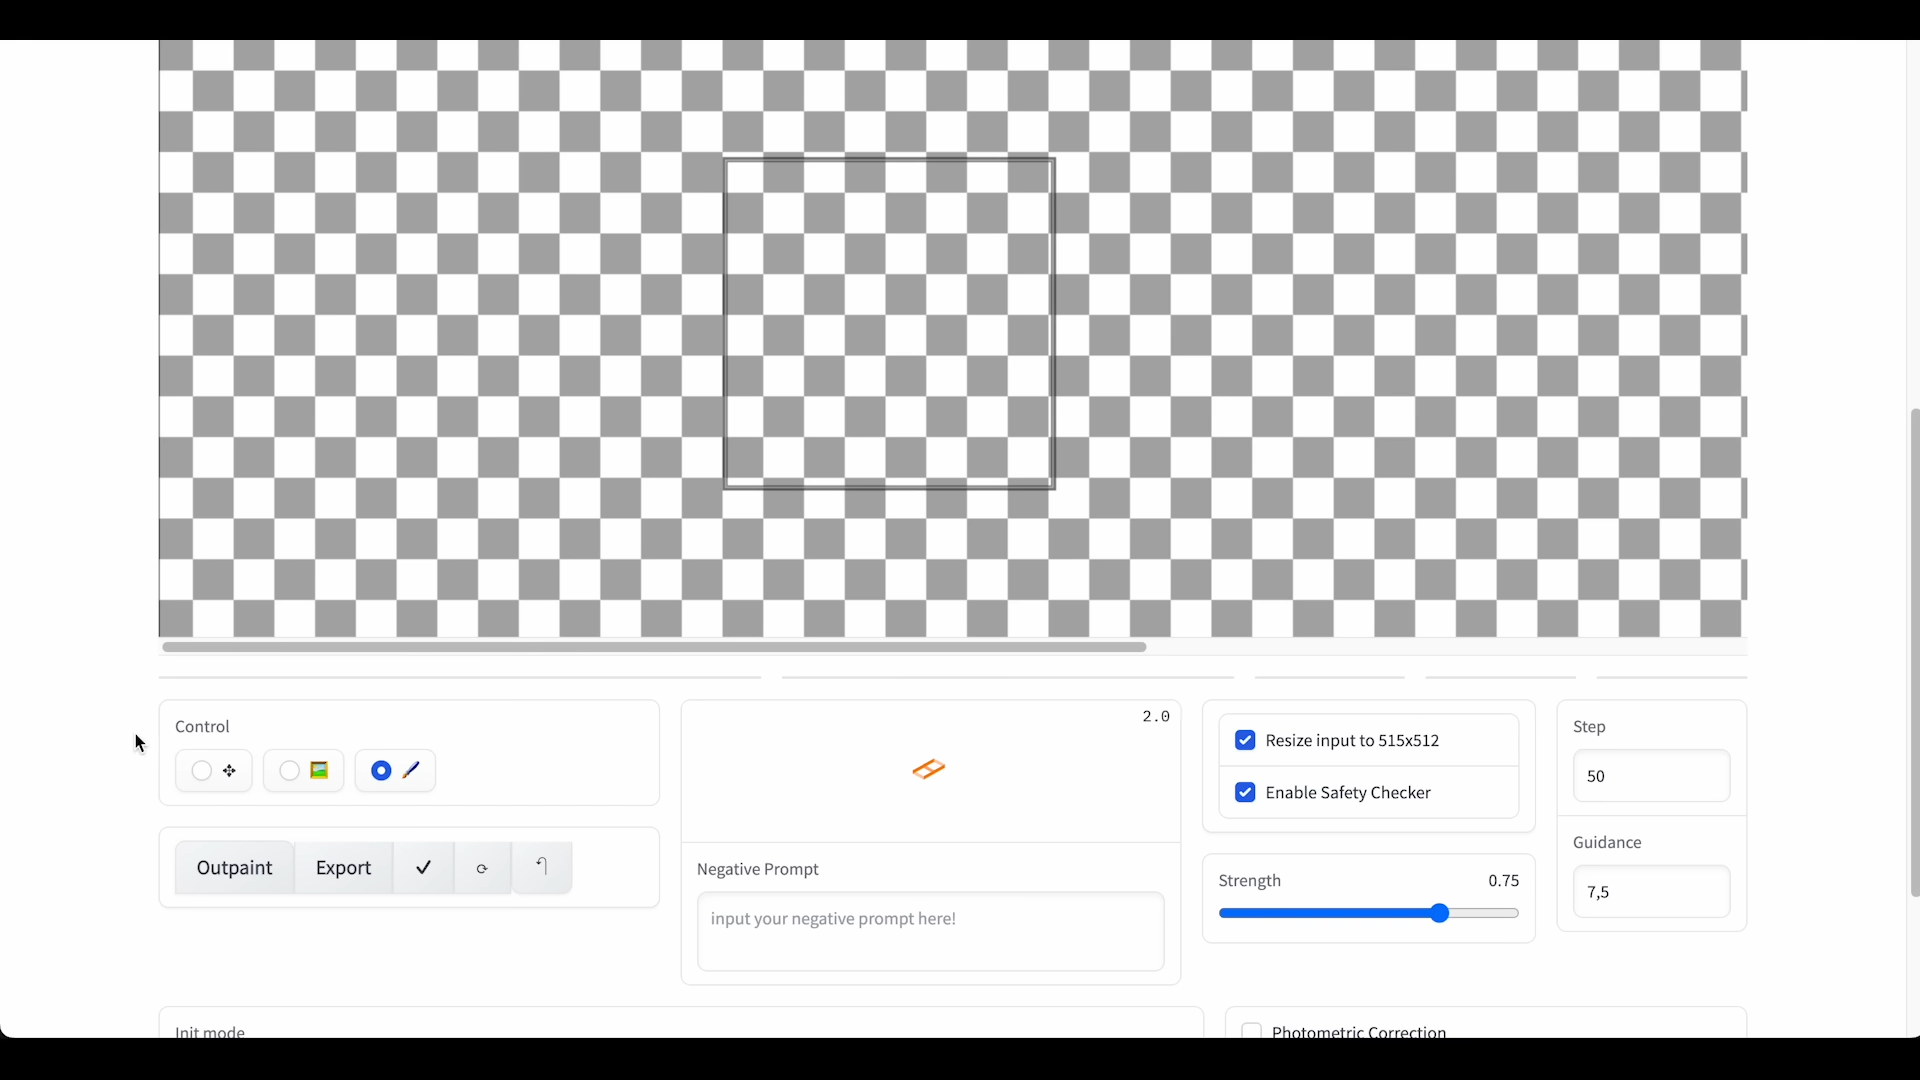 Control
2.0
Resize input to 515x512
Enable Safety Checker
Step
50
Outpaint Export
Negative Prompt
input your negative prompt here!
Strength 0.75
Guidance
7,5
Init mode
Photometric Correction